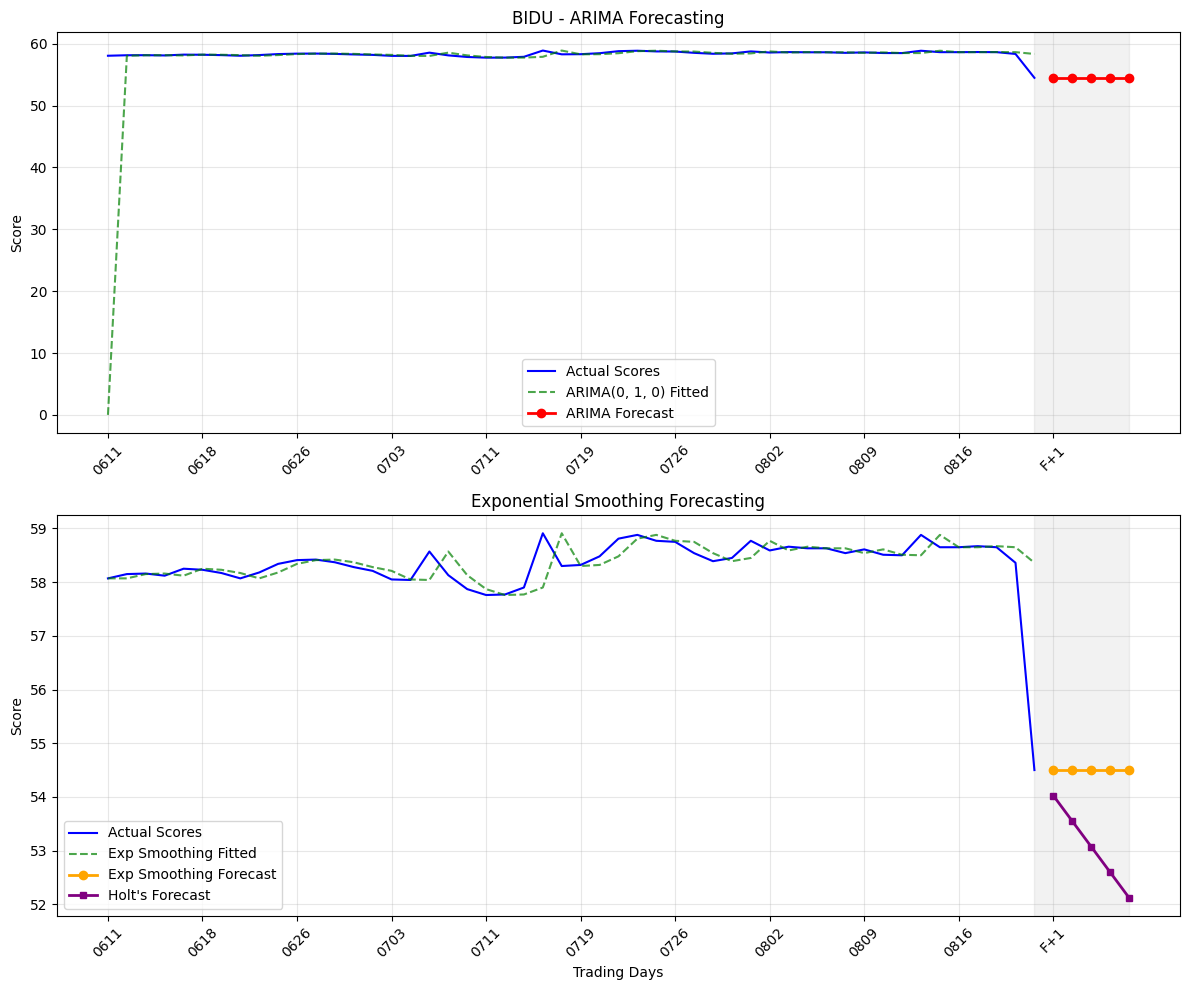 BIDU - ARIMA Forecasting
Score
60
50
40
30
20
10
0
Actual Scores
ARIMA(0, 1, 0) Fitted
ARIMA Forecast
0611
0618
0626
0703
0711
0719
0726
0802
0809
0816
F+1
Exponential Smoothing Forecasting
Score
59
58
57
56
55
54
53
52
Actual Scores
Exp Smoothing Fitted
Exp Smoothing Forecast
Holt's Forecast
0611
0618
0626
0703
0711
0719
0726
0802
0809
0816
F+1
Trading Days